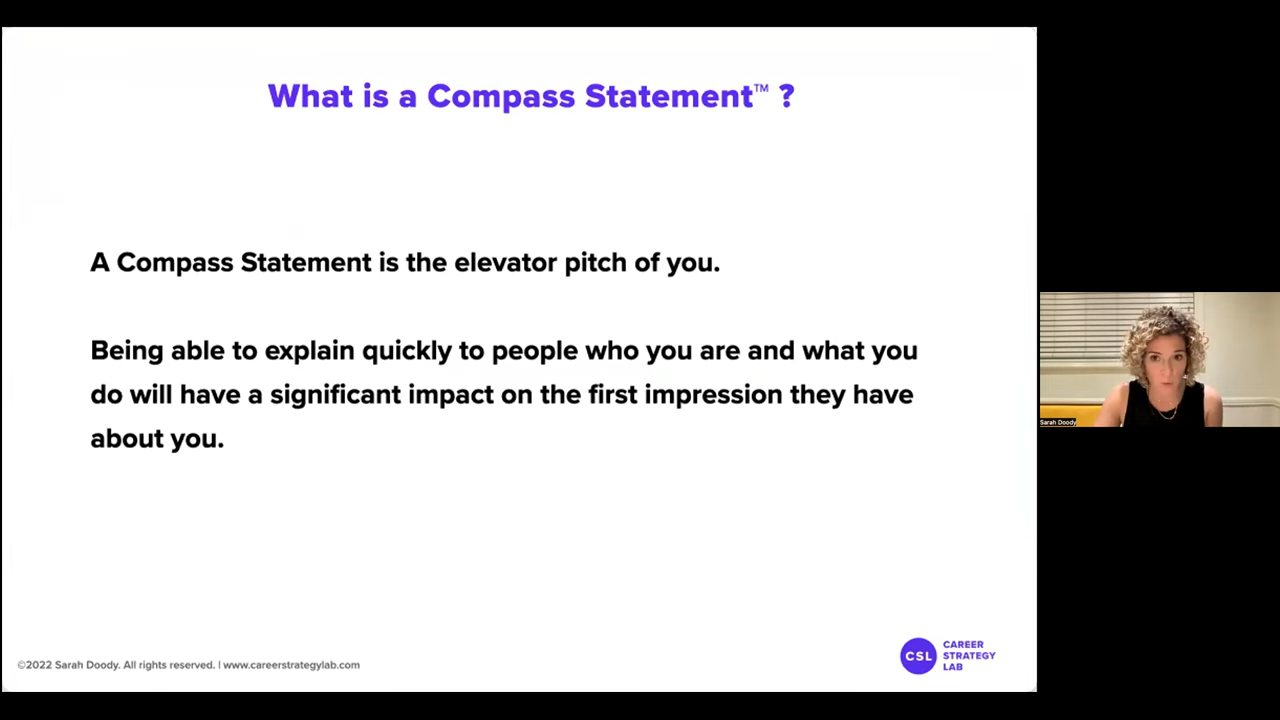 What is a Compass Statement™ ?
A Compass Statement is the elevator pitch of you.
Being able to explain quickly to people who you are and what you
do will have a significant impact on the first impression they have
about you.
Sarah Doody
©2022 Sarah Doody. All rights reserved. | www.careerstrategylab.com
CSL
CAREER
STRATEGY
LAB